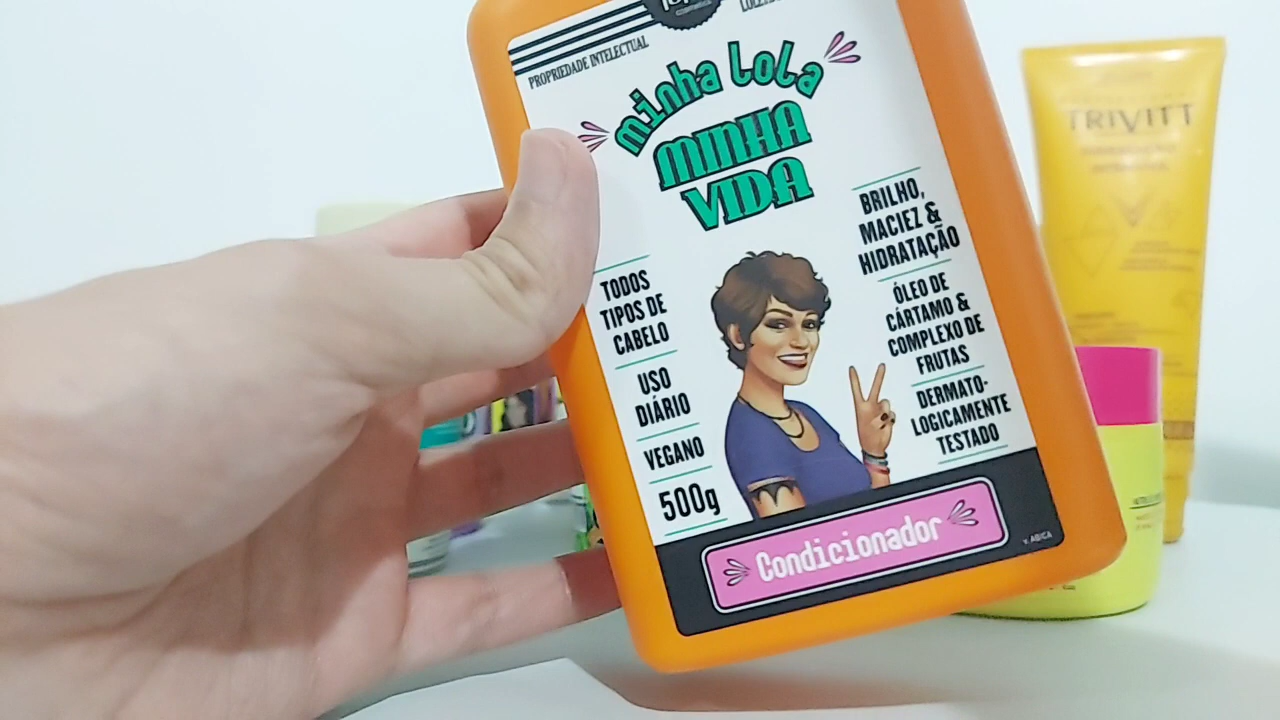 PROPRIEDADE INTELECTUAL
minha lola
MINHA
VIDA
TODOS
TIPOS DE
CABELO
USO
DIÁRIO
VEGANO
500g
BRILHO,
MACIEZ &
HIDRATAÇÃO
ÓLEO DE
CÁRTAMO &
COMPLEXO DE
FRUTAS
DERMATO-
LOGICAMENTE
TESTADO
Condicionador
V. ABICA
TRIVITT